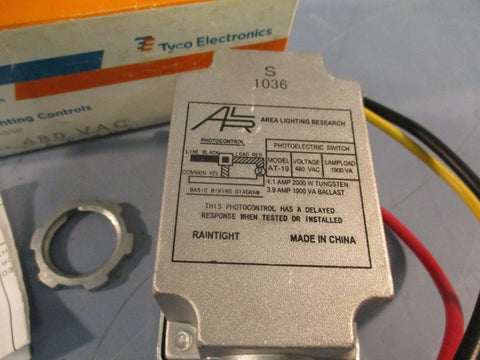 Tyco Electronics
ghting Controls
480 VAC
S
1036
ALR
AREA LIGHTING RESEARCH
PHOTOCONTROL
LINE BLACK LOAD RED
COMMON YEL
BASIC WIRING DIAGRAM
PHOTOELECTRIC SWITCH
MODEL VOLTAGE LAMPLOAD
AT-19 480 VAC 1900 VA
4.1 AMP 2000 W TUNGSTEN
3.9 AMP 1900 VA BALLAST
THIS PHOTOCONTROL HAS A DELAYED
RESPONSE WHEN TESTED OR INSTALLED
RAINTIGHT MADE IN CHINA